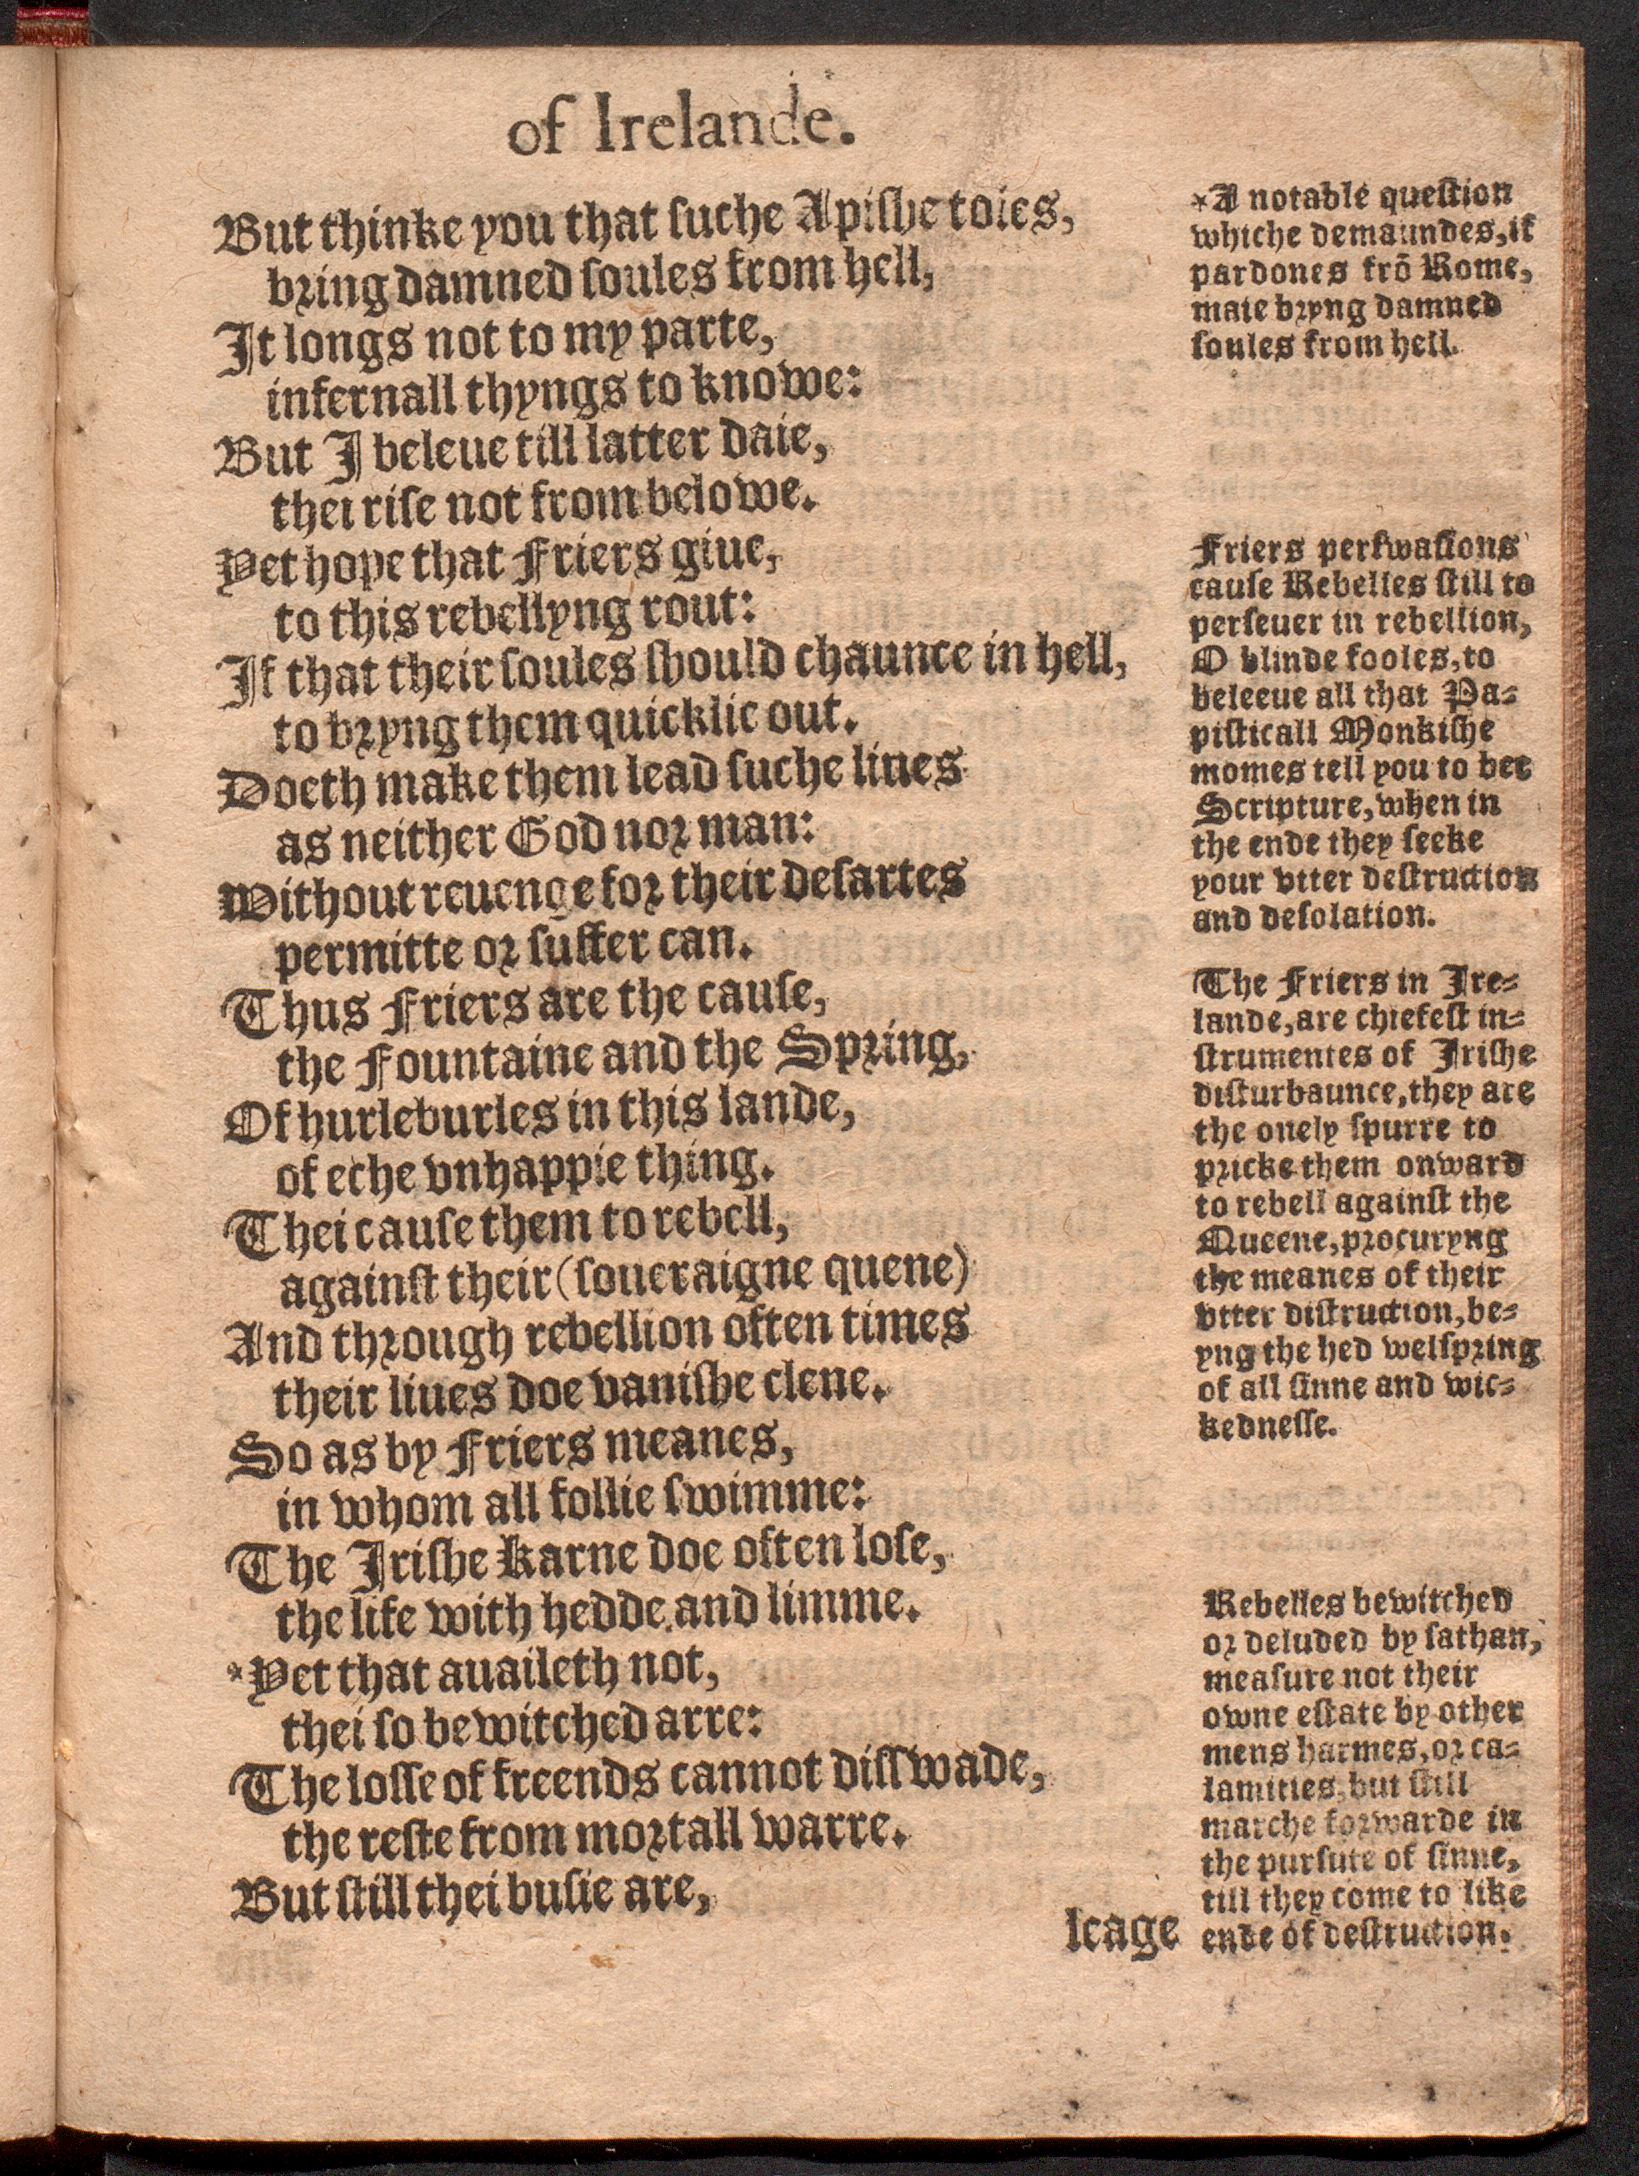 of Irelande.
But thinke you that ſuche Apiſhe toies,
bring damned ſoules from hell,
It longs not to my parte,
infernall thyngs to knowe:
But I beleue till latter daie,
thei riſe not from belowe.
Yet hope that Friers giue,
to this rebellyng rout:
If that their ſoules ſhould chaunce in hell,
to bryng them quicklie out.
Doeth make them lead ſuche liues
as neither God nor man:
Without reuenge for their deſartes
permitte or ſuffer can.
Thus Friers are the cauſe,
the Fountaine and the Spring,
Of hurleburles in this lande,
of eche vnhappie thing.
Thei cauſe them to rebell,
againſt their (ſoueraigne quene)
And through rebellion often times
their liues doe vaniſhe clene.
So as by Friers meanes,
in whom all follie ſwimme:
The Iriſhe Karne doe often loſe,
the life with hedde and limme.
*Yet that auaileth not,
thei ſo bewitched arre:
The loſſe of freends cannot diſſwade,
the reſte from mortall warre.
But ſtill thei buſie are,
leage
*A notable queſtion
whiche demaundes, if
pardones frō Rome,
maie bryng damned
ſoules from hell.
Friers perſwaſions
cauſe Rebelles ſtill to
perſeuer in rebellion,
O blinde fooles, to
beleeue all that Pa-
piſticall Monkiſhe
momes tell you to bee
Scripture, when in
the ende they ſeeke
your vtter deſtruction
and deſolation.
The Friers in Ire-
lande, are chiefeſt in-
ſtrumentes of Iriſhe
diſturbaunce, they are
the onely ſpurre to
pricke them onward
to rebell againſt the
Queene, procuryng
the meanes of their
vtter diſtruction, be-
yng the hed welſpring
of all ſinne and wic-
kedneſſe.
Rebelles bewitched
or deluded by ſathan,
meaſure not their
owne eſtate by other
mens harmes, or ca-
lamities, but ſtill
marche forwarde in
the purſute of ſinne,
till they come to like
ende of deſtruction.